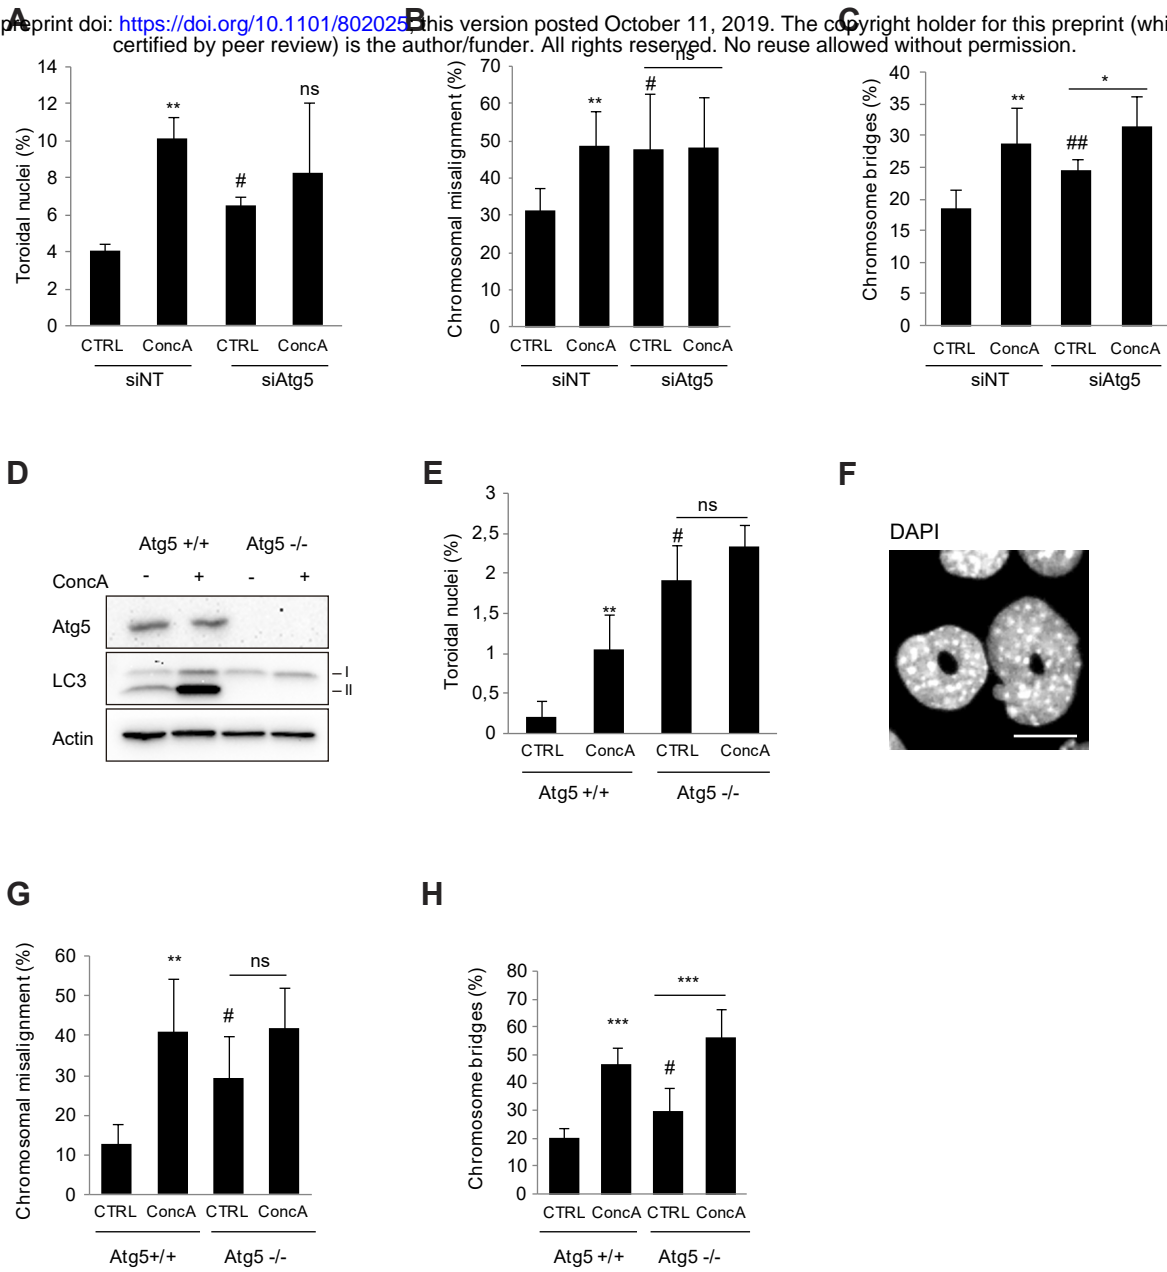 preprint doi: https://doi.org/10.1101/802025; this version posted October 11, 2019. The copyright holder for this preprint (whi
certified by peer review) is the author/funder. All rights reserved. No reuse allowed without permission.
A
Toroidal nuclei (%)
14
12
10
8
6
4
2
0
**
#
ns
CTRL ConcA CTRL ConcA
siNT siAtg5
B
Chromosomal misalignment (%)
70
60
50
40
30
20
10
0
**
#
ns
CTRL ConcA CTRL ConcA
siNT siAtg5
C
Chromosome bridges (%)
40
35
30
25
20
15
10
5
0
**
##
*
CTRL ConcA CTRL ConcA
siNT siAtg5
D
Atg5 +/+ Atg5 -/-
ConcA - + - +
Atg5
LC3
I
II
Actin
E
Toroidal nuclei (%)
3
2,5
2
1,5
1
0,5
0
**
#
ns
CTRL ConcA CTRL ConcA
Atg5 +/+ Atg5 -/-
F
DAPI
G
Chromosomal misalignment (%)
60
50
40
30
20
10
0
**
#
ns
CTRL ConcA CTRL ConcA
Atg5+/+ Atg5 -/-
H
Chromosome bridges (%)
80
70
60
50
40
30
20
10
0
***
#
***
CTRL ConcA CTRL ConcA
Atg5 +/+ Atg5 -/-